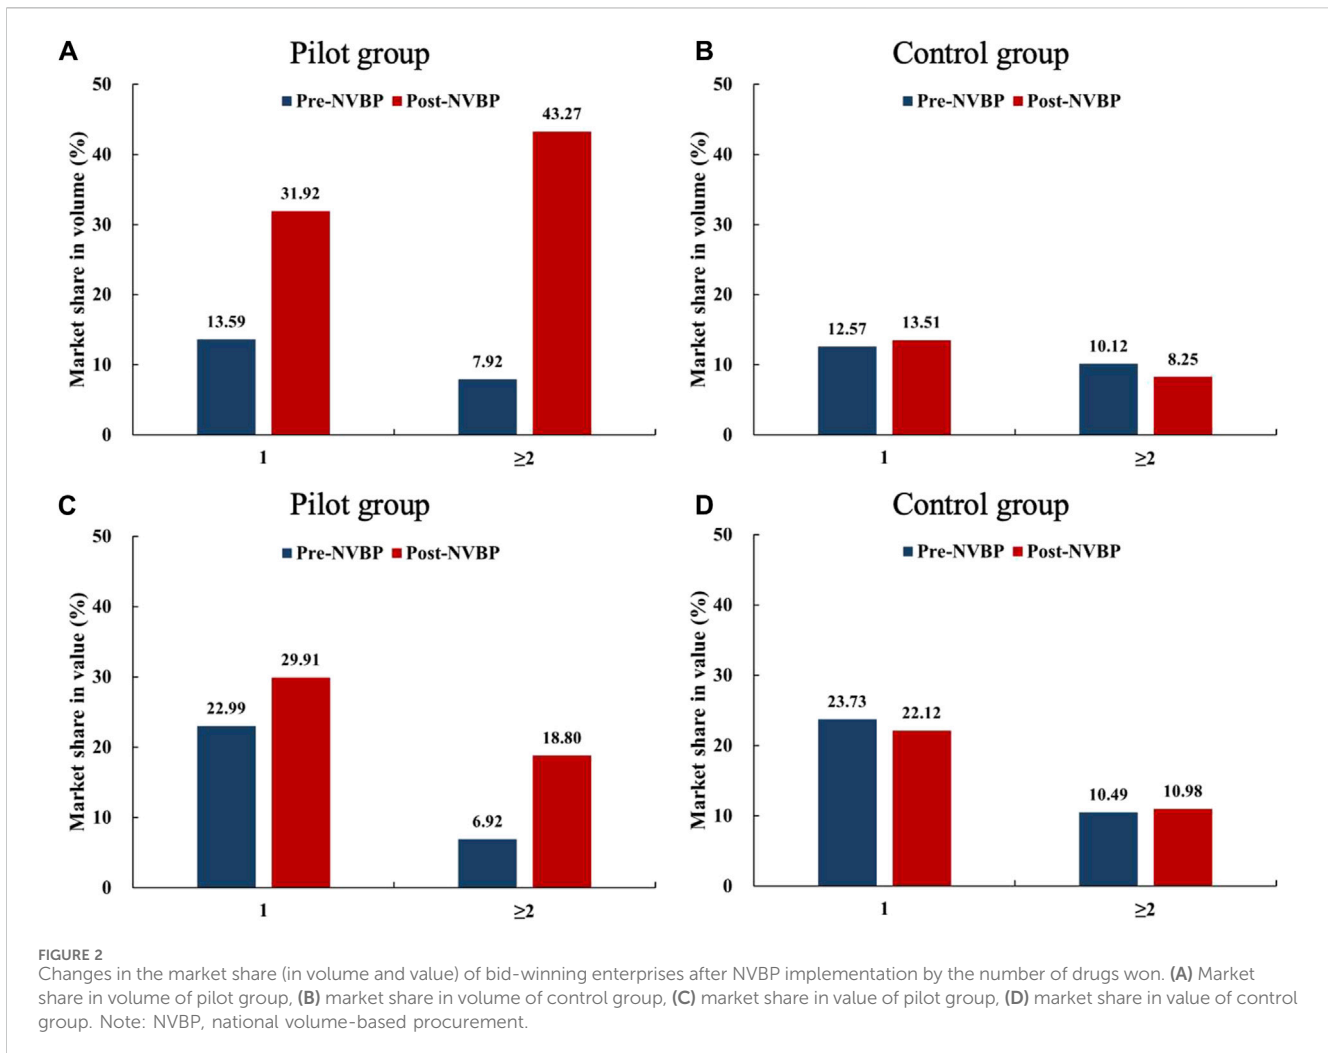 A
Pilot group
Pre-NVBP Post-NVBP
Market share in volume (%)
50
40
30
20
10
0
13.59
31.92
7.92
43.27
1
≥2
B
Control group
Pre-NVBP Post-NVBP
Market share in volume (%)
50
40
30
20
10
0
12.57
13.51
10.12
8.25
1
≥2
C
Pilot group
Pre-NVBP Post-NVBP
Market share in value (%)
50
40
30
20
10
0
22.99
29.91
6.92
18.80
1
≥2
D
Control group
Pre-NVBP Post-NVBP
Market share in value (%)
50
40
30
20
10
0
23.73
22.12
10.49
10.98
1
≥2
FIGURE 2
Changes in the market share (in volume and value) of bid-winning enterprises after NVBP implementation by the number of drugs won. (A) Market
share in volume of pilot group, (B) market share in volume of control group, (C) market share in value of pilot group, (D) market share in value of control
group. Note: NVBP, national volume-based procurement.